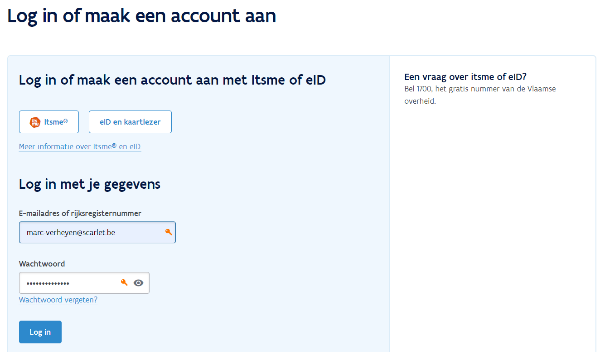 Log in of maak een account aan
Log in of maak een account aan met Itsme of eID
Itsme®
eID en kaartlezer
Meer informatie over Itsme® en eID
Log in met je gegevens
E-mailadres of rijksregisternummer
marc.verheyen@scarlet.be
Wachtwoord
••••••••••••••
Wachtwoord vergeten?
Log in
Een vraag over itsme of eID?
Bel 1700, het gratis nummer van de Vlaamse
overheid.